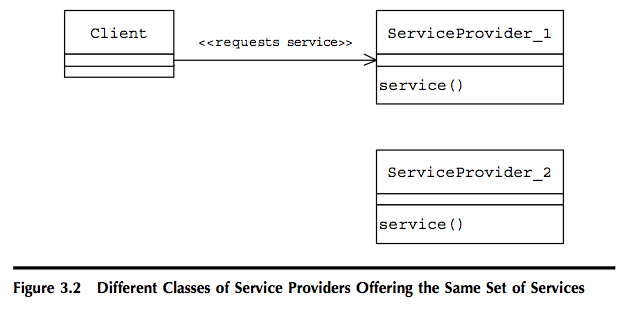 Client
<<requests service>>
ServiceProvider_1
service()
ServiceProvider_2
service()
Figure 3.2 Different Classes of Service Providers Offering the Same Set of Services